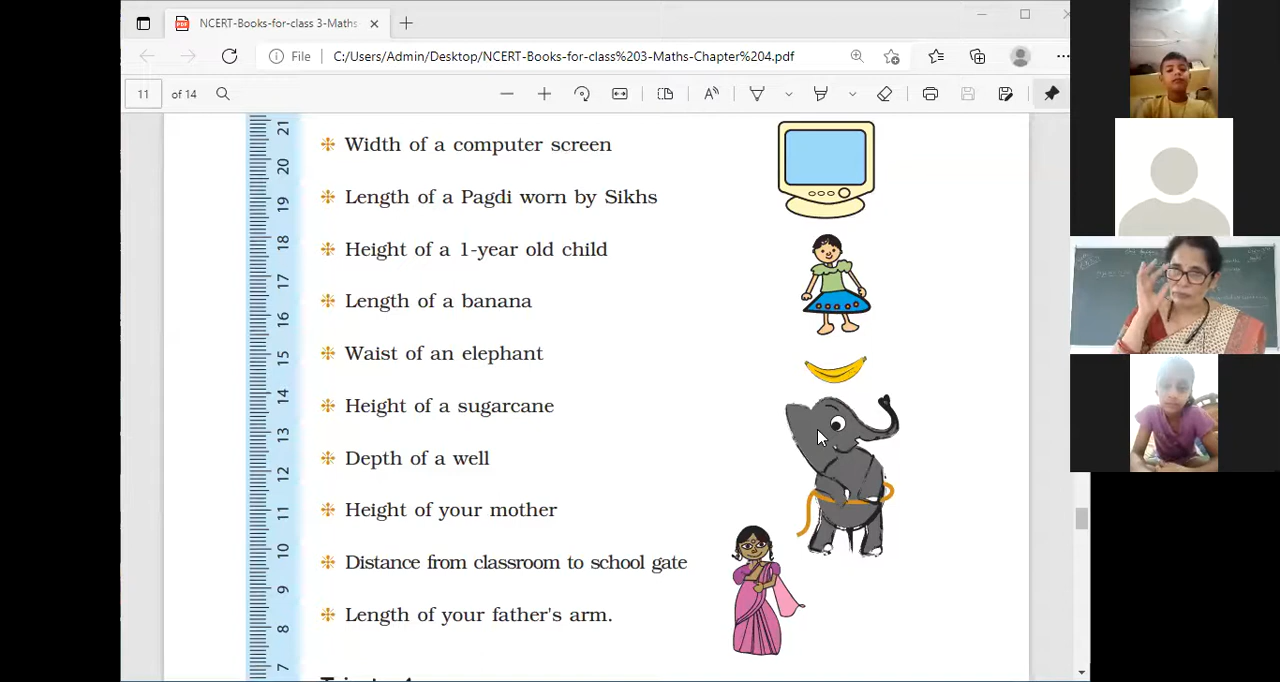 NCERT-Books-for class 3-Maths-
File
C:/Users/Admin/Desktop/NCERT-Books-for-class%203-Maths-Chapter%204.pdf
11 of 14
Width of a computer screen
Length of a Pagdi worn by Sikhs
Height of a 1-year old child
Length of a banana
Waist of an elephant
Height of a sugarcane
Depth of a well
Height of your mother
Distance from classroom to school gate
Length of your father's arm.
21
20
19
18
17
16
15
14
13
12
11
10
9
8
7